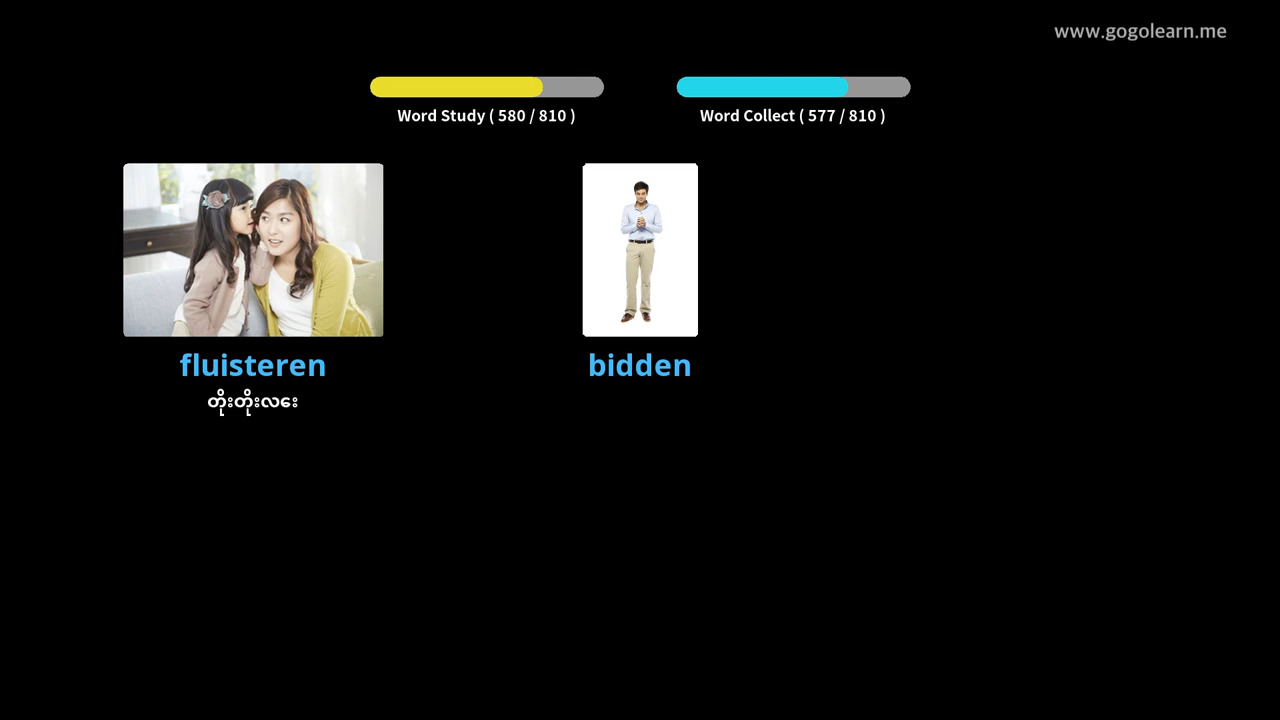 www.gogolearn.me
Word Study ( 580 / 810 )
Word Collect ( 577 / 810 )
fluisteren
bidden
တိုးတိုးလေး